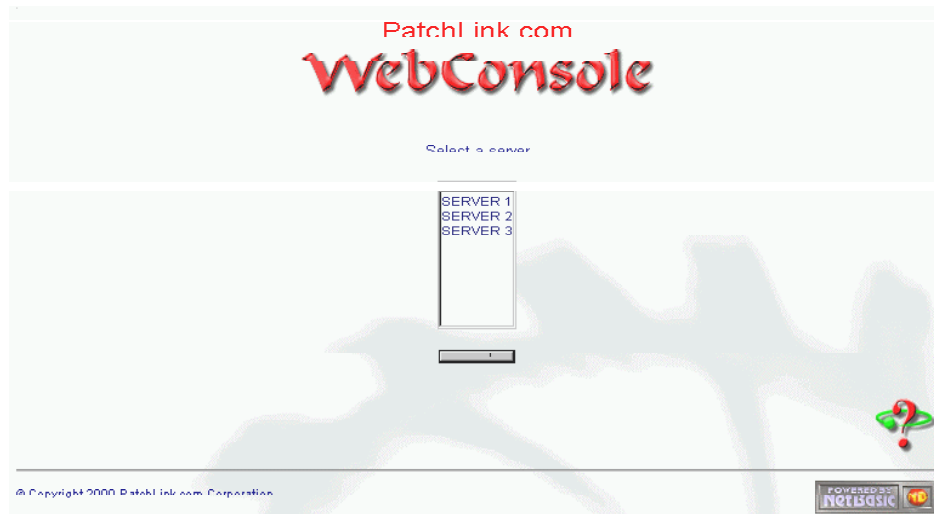 PatchLink.com
WebConsole
Select a server
SERVER 1
SERVER 2
SERVER 3
© Copyright 2000 PatchLink.com Corporation
POWERED BY
NetBasic